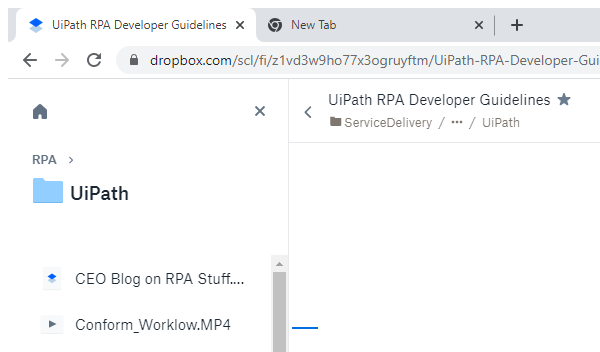 UiPath RPA Developer Guidelines
New Tab
dropbox.com/scl/fi/z1vd3w9ho77x3ogruyftm/UiPath-RPA-Developer-Gui
UiPath RPA Developer Guidelines
ServiceDelivery / ••• / UiPath
RPA >
UiPath
CEO Blog on RPA Stuff....
Conform_Worklow.MP4